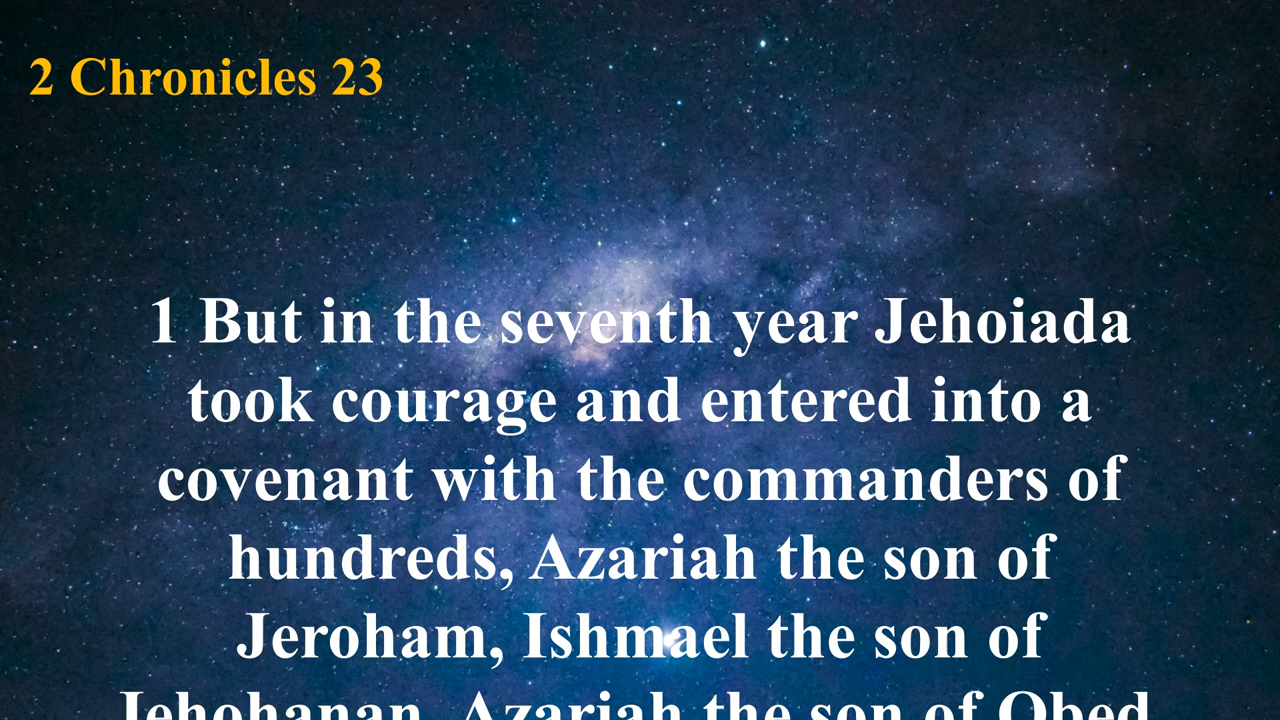 2 Chronicles 23
1 But in the seventh year Jehoiada
took courage and entered into a
covenant with the commanders of
hundreds, Azariah the son of
Jeroham, Ishmael the son of
Jehohanan, Azariah the son of Obed